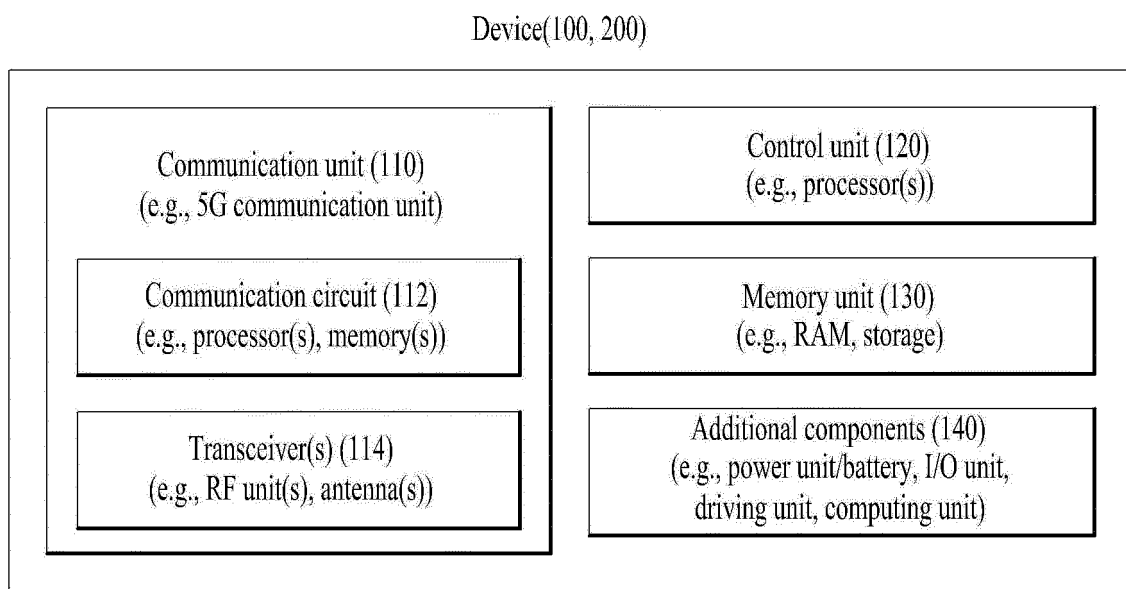 Device(100, 200)
Communication unit (110)
(e.g., 5G communication unit)
Communication circuit (112)
(e.g., processor(s), memory(s))
Transceiver(s) (114)
(e.g., RF unit(s), antenna(s))
Control unit (120)
(e.g., processor(s))
Memory unit (130)
(e.g., RAM, storage)
Additional components (140)
(e.g., power unit/battery, I/O unit,
driving unit, computing unit)